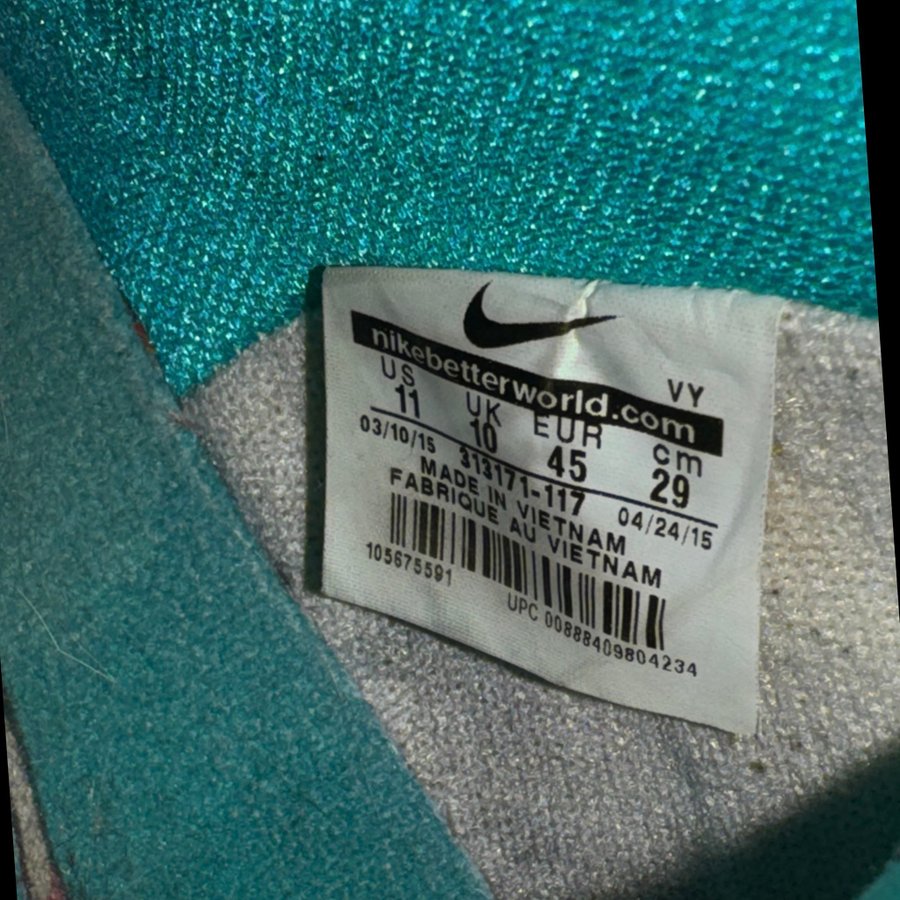 nikebetterworld.com
VY
US UK EUR cm
11 10 45 29
03/10/15 313171-117 04/24/15
MADE IN VIETNAM
FABRIQUE AU VIETNAM
105675591
UPC 00888409804234